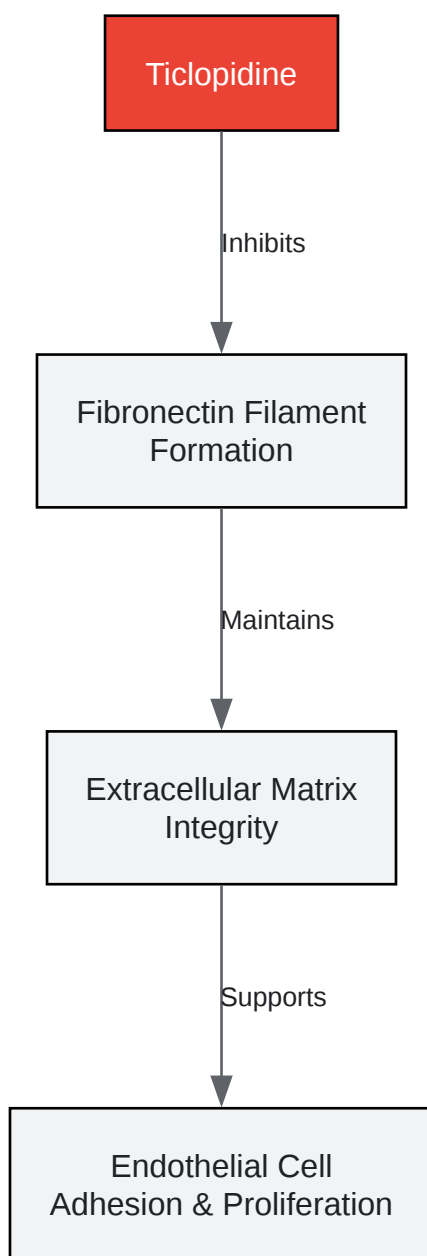 Ticlopidine
Inhibits
Fibronectin Filament
Formation
Maintains
Extracellular Matrix
Integrity
Supports
Endothelial Cell
Adhesion & Proliferation